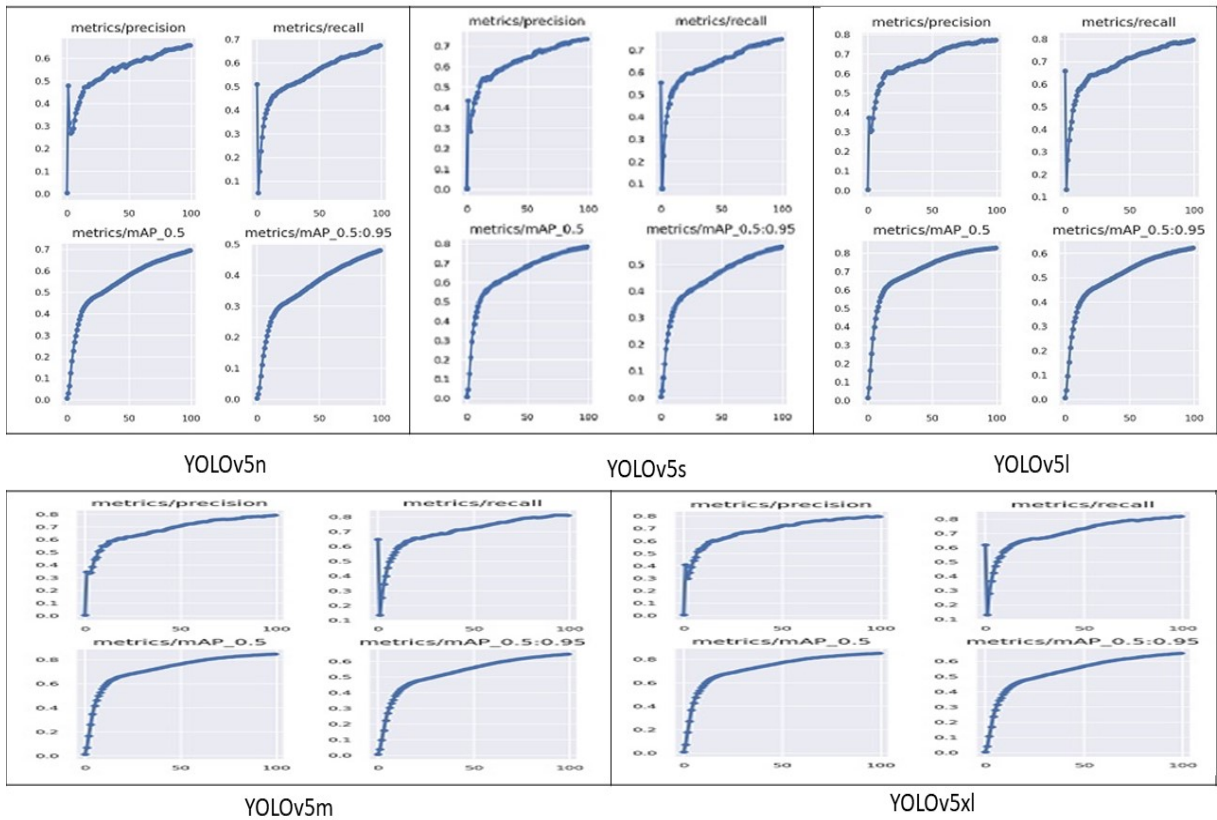 metrics/precision metrics/recall
0.6 0.5 0.4 0.3 0.2 0.1 0.0
0 50 100
0.7 0.6 0.5 0.4 0.3 0.2 0.1
0 50 100
metrics/mAP_0.5 metrics/mAP_0.5:0.95
0.7 0.6 0.5 0.4 0.3 0.2 0.1 0.0
0 50 100
0.5 0.4 0.3 0.2 0.1 0.0
0 50 100
YOLOv5n
metrics/precision metrics/recall
0.7 0.6 0.5 0.4 0.3 0.2 0.1 0.0
0 50 100
0.7 0.6 0.5 0.4 0.3 0.2 0.1
0 50 100
metrics/mAP_0.5 metrics/mAP_0.5:0.95
0.8 0.7 0.6 0.5 0.4 0.3 0.2 0.1 0.0
0 50 100
0.5 0.4 0.3 0.2 0.1 0.0
0 50 100
YOLOv5s
metrics/precision metrics/recall
0.8 0.7 0.6 0.5 0.4 0.3 0.2 0.1 0.0
0 50 100
0.8 0.7 0.6 0.5 0.4 0.3 0.2 0.1
0 50 100
metrics/mAP_0.5 metrics/mAP_0.5:0.95
0.8 0.6 0.4 0.2 0.0
0 50 100
0.6 0.5 0.4 0.3 0.2 0.1 0.0
0 50 100
YOLOv5l
metrics/precision metrics/recall
0.8 0.7 0.6 0.5 0.4 0.3 0.2 0.1 0.0
0 50 100
0.8 0.7 0.6 0.5 0.4 0.3 0.2 0.1
0 50 100
metrics/mAP_0.5 metrics/mAP_0.5:0.95
0.8 0.6 0.4 0.2 0.0
0 50 100
0.6 0.5 0.4 0.3 0.2 0.1 0.0
0 50 100
YOLOv5m
metrics/precision metrics/recall
0.8 0.7 0.6 0.5 0.4 0.3 0.2 0.1 0.0
0 50 100
0.8 0.7 0.6 0.5 0.4 0.3 0.2 0.1
0 50 100
metrics/mAP_0.5 metrics/mAP_0.5:0.95
0.8 0.6 0.4 0.2 0.0
0 50 100
0.6 0.5 0.4 0.3 0.2 0.1 0.0
0 50 100
YOLOv5xl